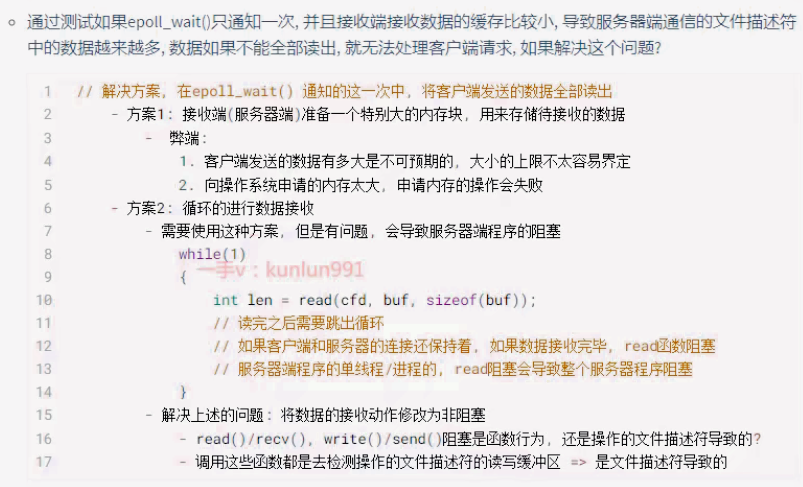 通过测试如果epoll_wait()只通知一次, 并且接收端接收数据的缓存比较小, 导致服务器端通信的文件描述符
中的数据越来越多, 数据如果不能全部读出, 就无法处理客户端请求, 如果解决这个问题?
1 // 解决方案, 在epoll_wait() 通知的这一次中, 将客户端发送的数据全部读出
2 - 方案1: 接收端(服务器端)准备一个特别大的内存块, 用来存储待接收的数据
3 - 弊端:
4 1. 客户端发送的数据有多大是不可预期的, 大小的上限不太容易界定
5 2. 向操作系统申请的内存太大, 申请内存的操作会失败
6 - 方案2: 循环的进行数据接收
7 - 需要使用这种方案, 但是有问题, 会导致服务器端程序的阻塞
8 while(1)
一手v：kunlun991
9 {
10 int len = read(cfd, buf, sizeof(buf));
11 // 读完之后需要跳出循环
12 // 如果客户端和服务器的连接还保持着, 如果数据接收完毕, read函数阻塞
13 // 服务器端程序的单线程/进程的, read阻塞会导致整个服务器程序阻塞
14 }
15 - 解决上述的问题: 将数据的接收动作修改为非阻塞
16 - read()/recv(), write()/send()阻塞是函数行为, 还是操作的文件描述符导致的?
17 - 调用这些函数都是去检测操作的文件描述符的读写缓冲区 => 是文件描述符导致的